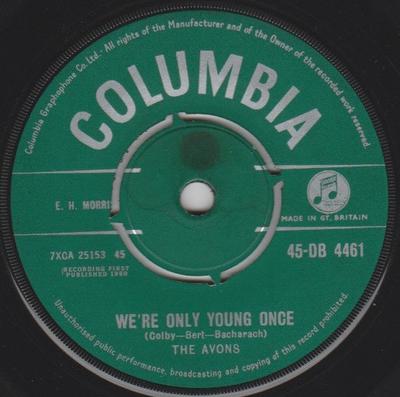 Columbia Graphophone Co. Ltd.- All rights of the Manufacturer and of the Owner of the recorded work reserved.
COLUMBIA
E. H. MORRIS
MADE IN GT. BRITAIN
7XCA 25153 45
45-DB 4461
(RECORDING FIRST
PUBLISHED 1960
WE'RE ONLY YOUNG ONCE
(Colby—Bert—Bacharach)
THE AVONS
Unauthorised public performance, broadcasting and copying of this record prohibited.